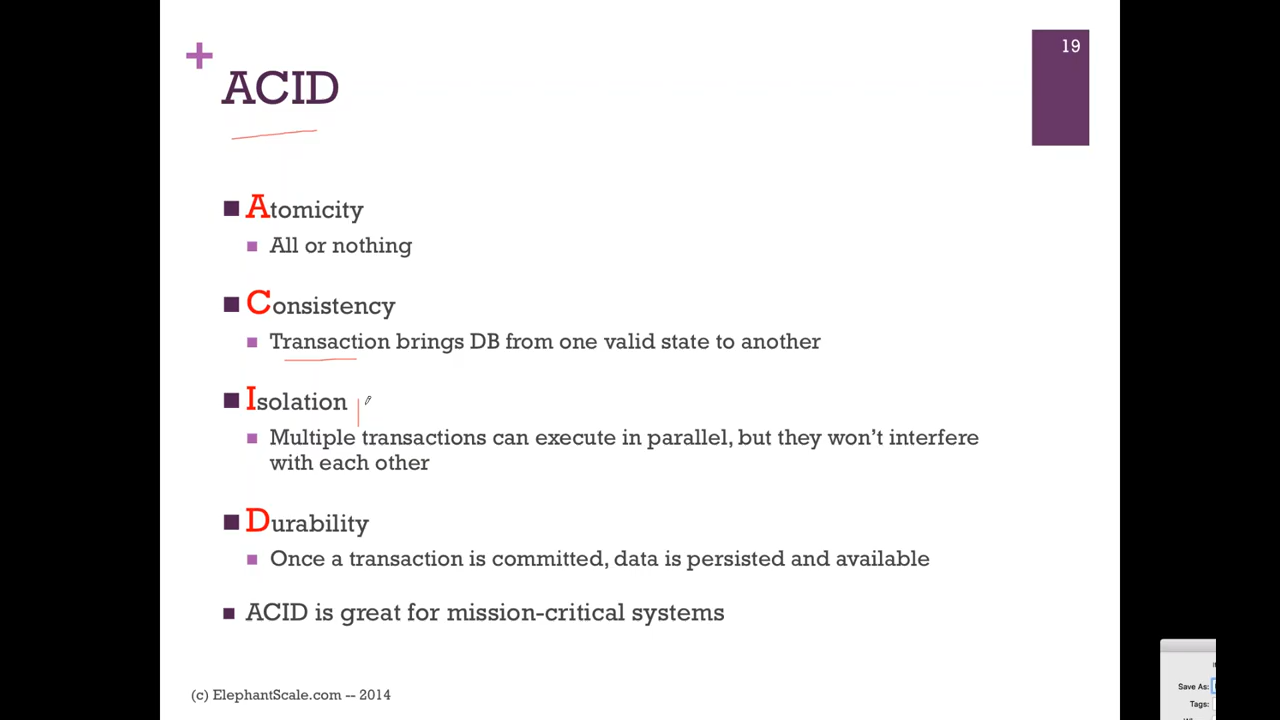 19
ACID
Atomicity
All or nothing
Consistency
Transaction brings DB from one valid state to another
Isolation
Multiple transactions can execute in parallel, but they won't interfere
with each other
Durability
Once a transaction is committed, data is persisted and available
ACID is great for mission-critical systems
(c) ElephantScale.com -- 2014
Save As:
Tags: